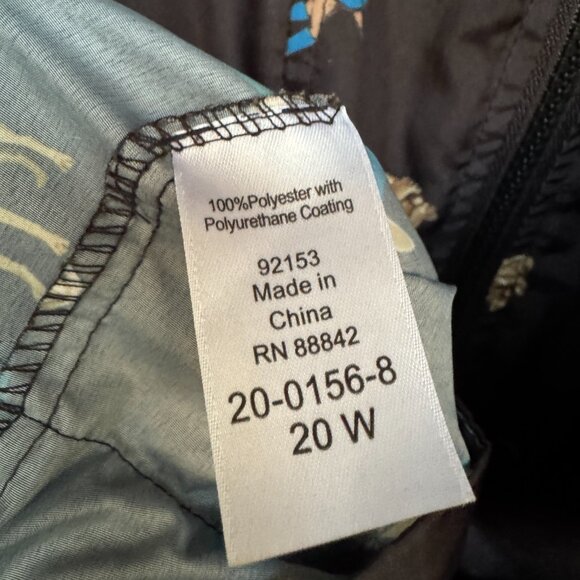 100%Polyester with
Polyurethane Coating
92153
Made in
China
RN 88842
20-0156-8
20 W